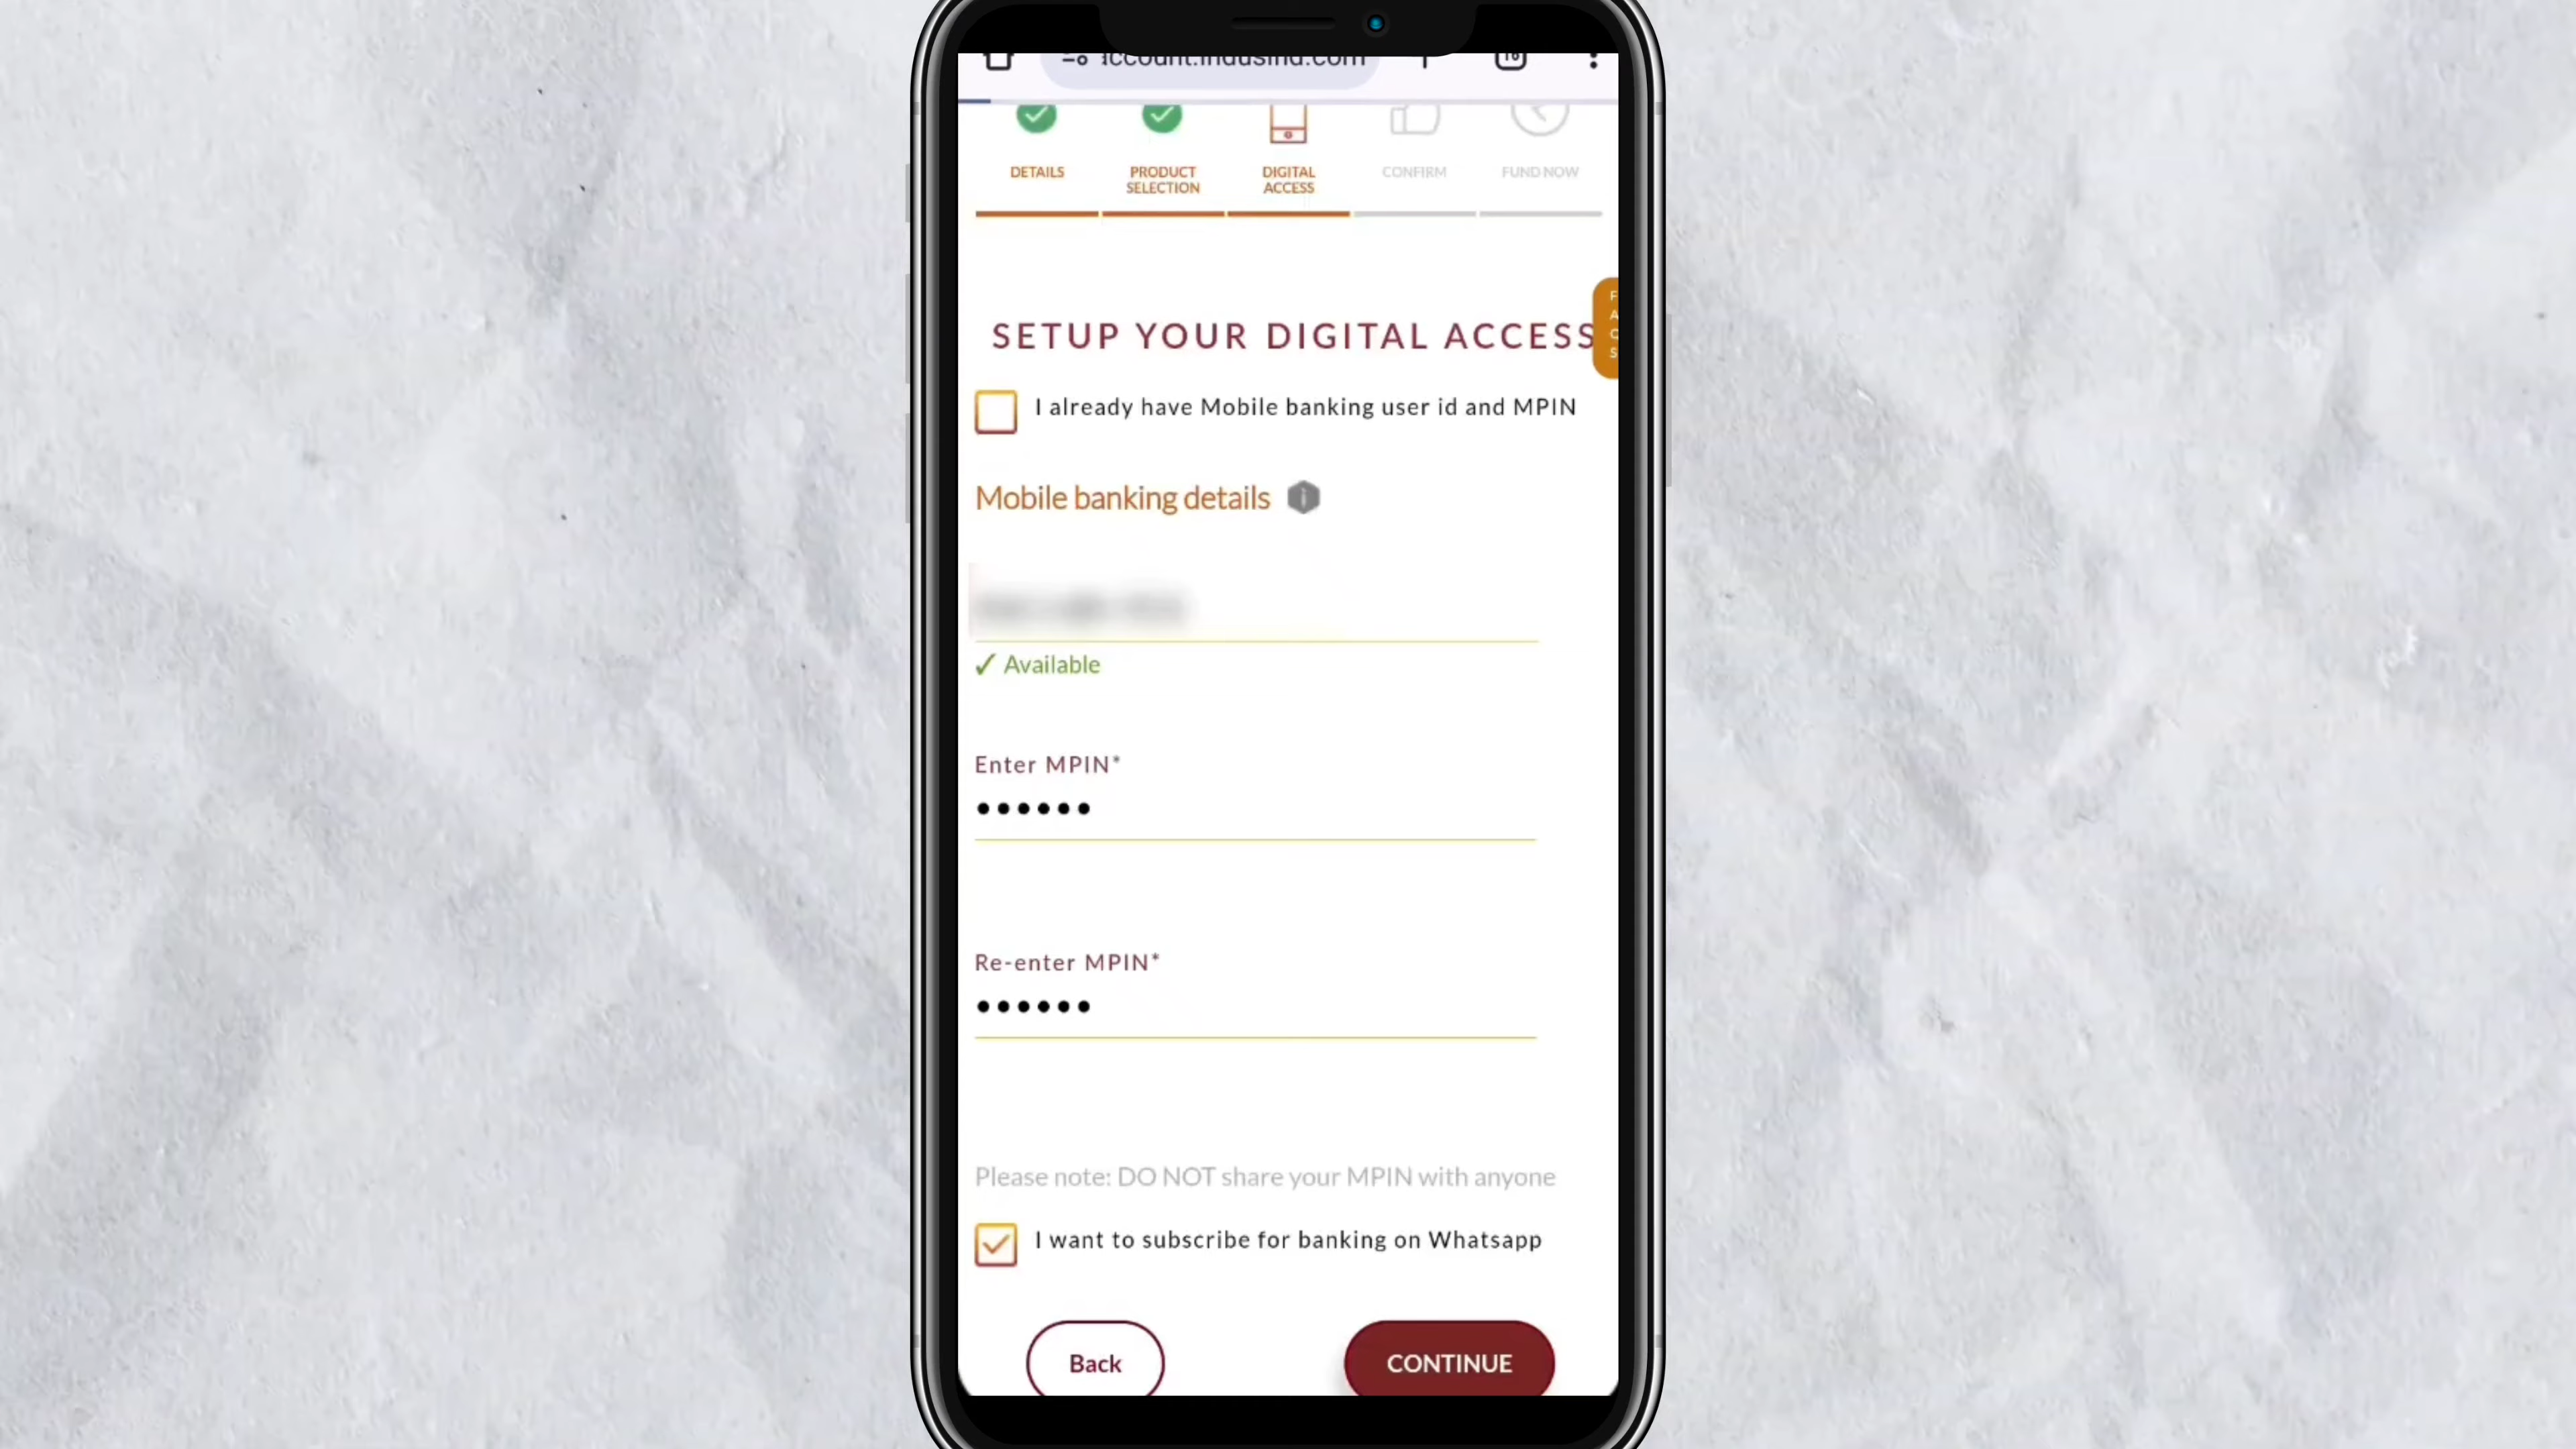 DETAILS
PRODUCT
SELECTION
DIGITAL
ACCESS
CONFIRM
FUND NOW
F
A
Q
S
SETUP YOUR DIGITAL ACCESS
I already have Mobile banking user id and MPIN
Mobile banking details
✓ Available
Enter MPIN*
••••••
Re-enter MPIN*
••••••
Please note: DO NOT share your MPIN with anyone
I want to subscribe for banking on Whatsapp
Back
CONTINUE